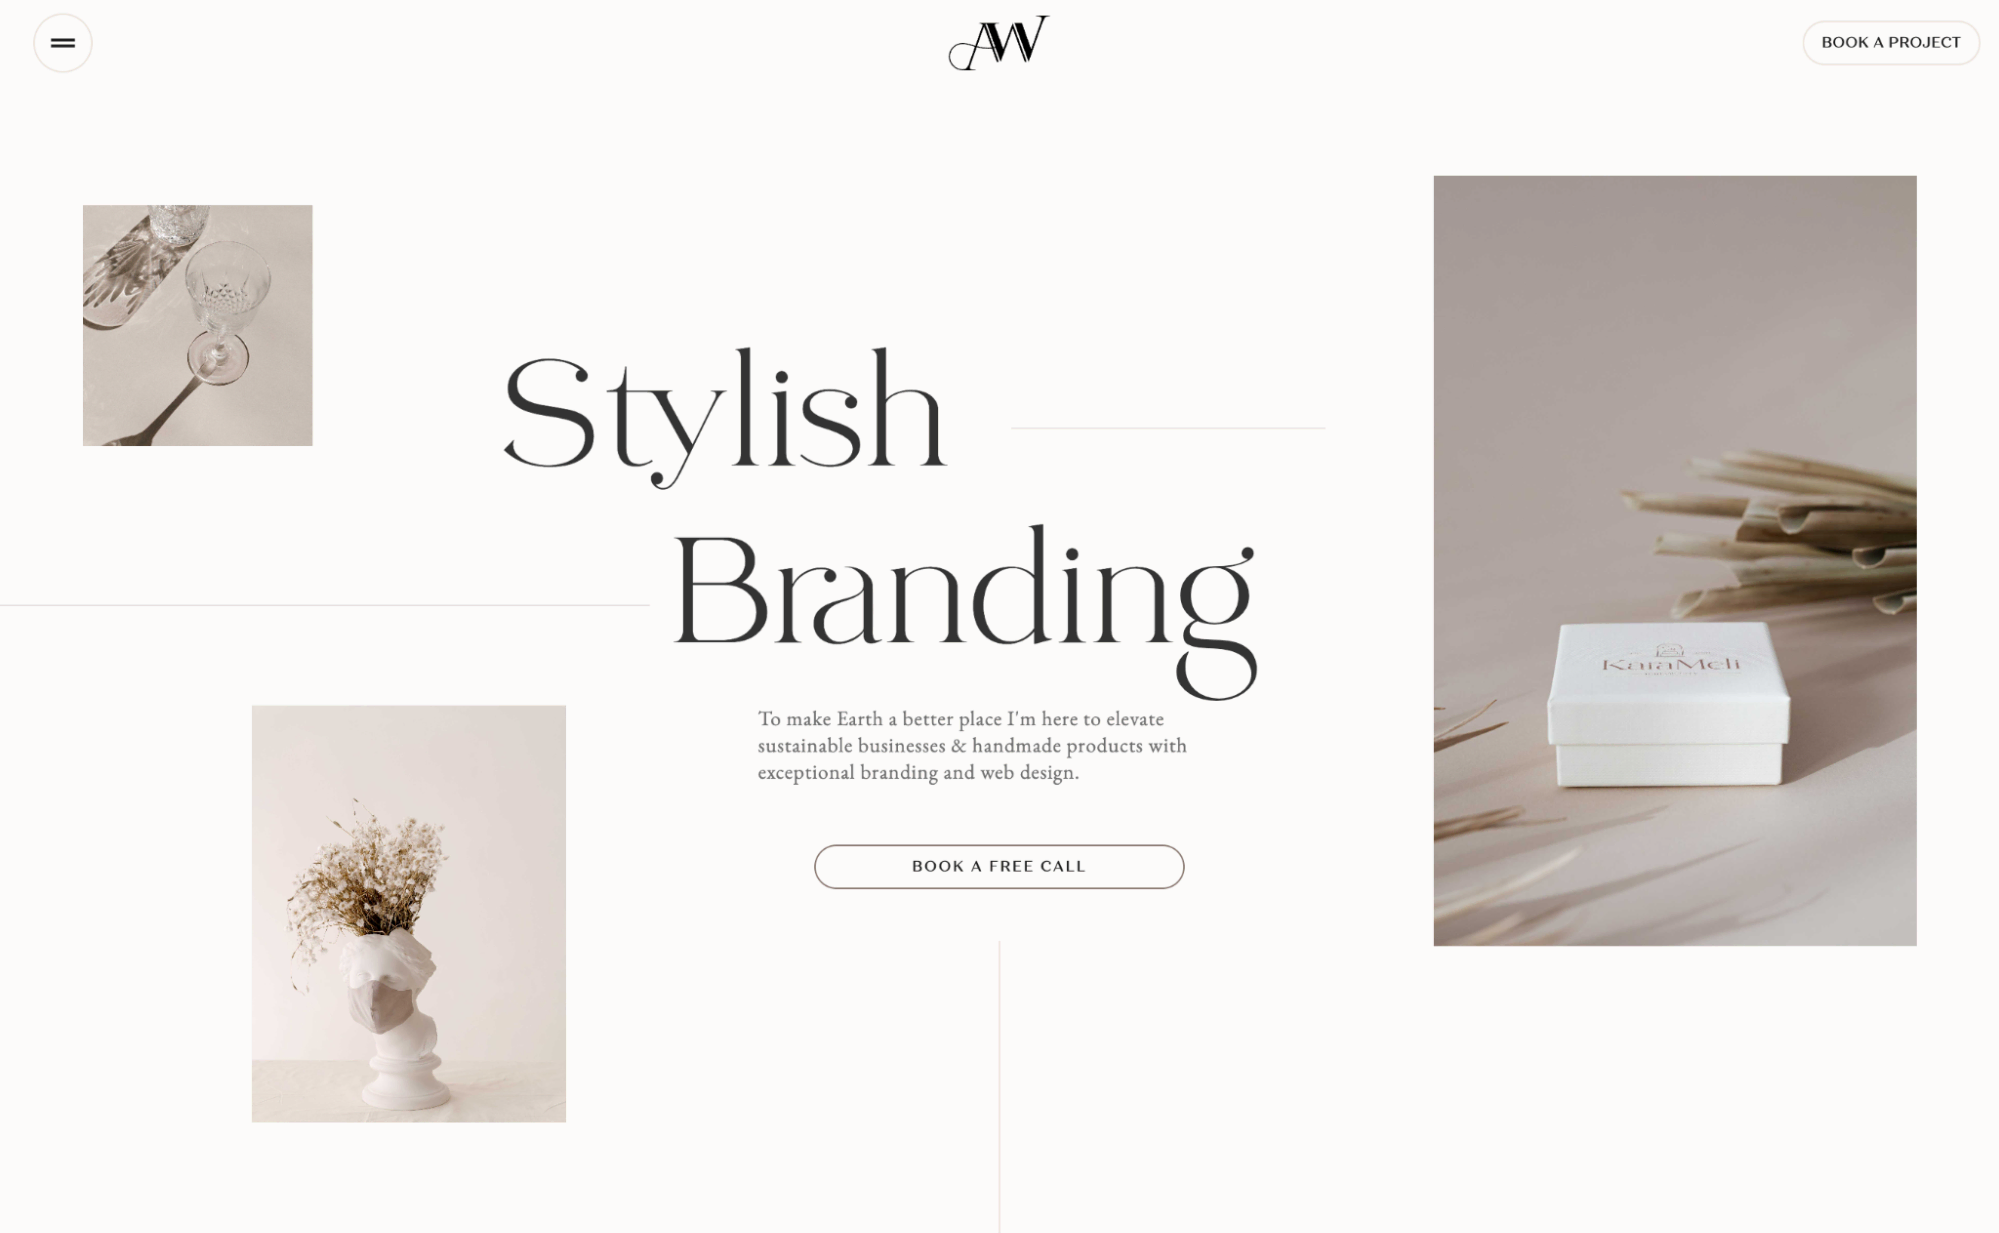 AW
BOOK A PROJECT
Stylish
Branding
To make Earth a better place I'm here to elevate
sustainable businesses & handmade products with
exceptional branding and web design.
BOOK A FREE CALL
KaraMeli